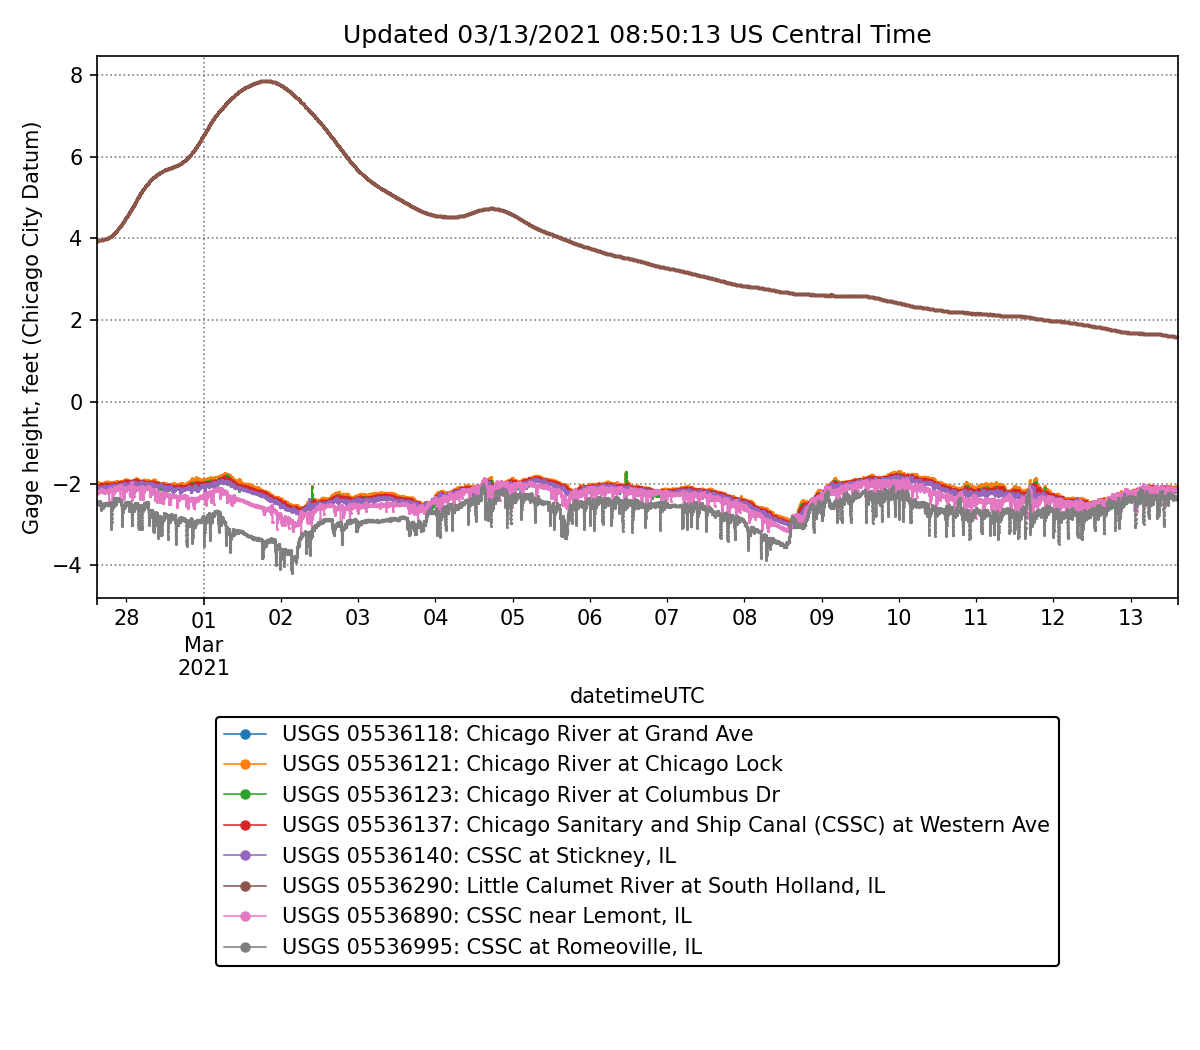 Updated 03/13/2021 08:50:13 US Central Time
Gage height, feet (Chicago City Datum)
8
6
4
2
0
−2
−4
28
01
Mar
2021
02
03
04
05
06
07
08
09
10
11
12
13
datetimeUTC
USGS 05536118: Chicago River at Grand Ave
USGS 05536121: Chicago River at Chicago Lock
USGS 05536123: Chicago River at Columbus Dr
USGS 05536137: Chicago Sanitary and Ship Canal (CSSC) at Western Ave
USGS 05536140: CSSC at Stickney, IL
USGS 05536290: Little Calumet River at South Holland, IL
USGS 05536890: CSSC near Lemont, IL
USGS 05536995: CSSC at Romeoville, IL